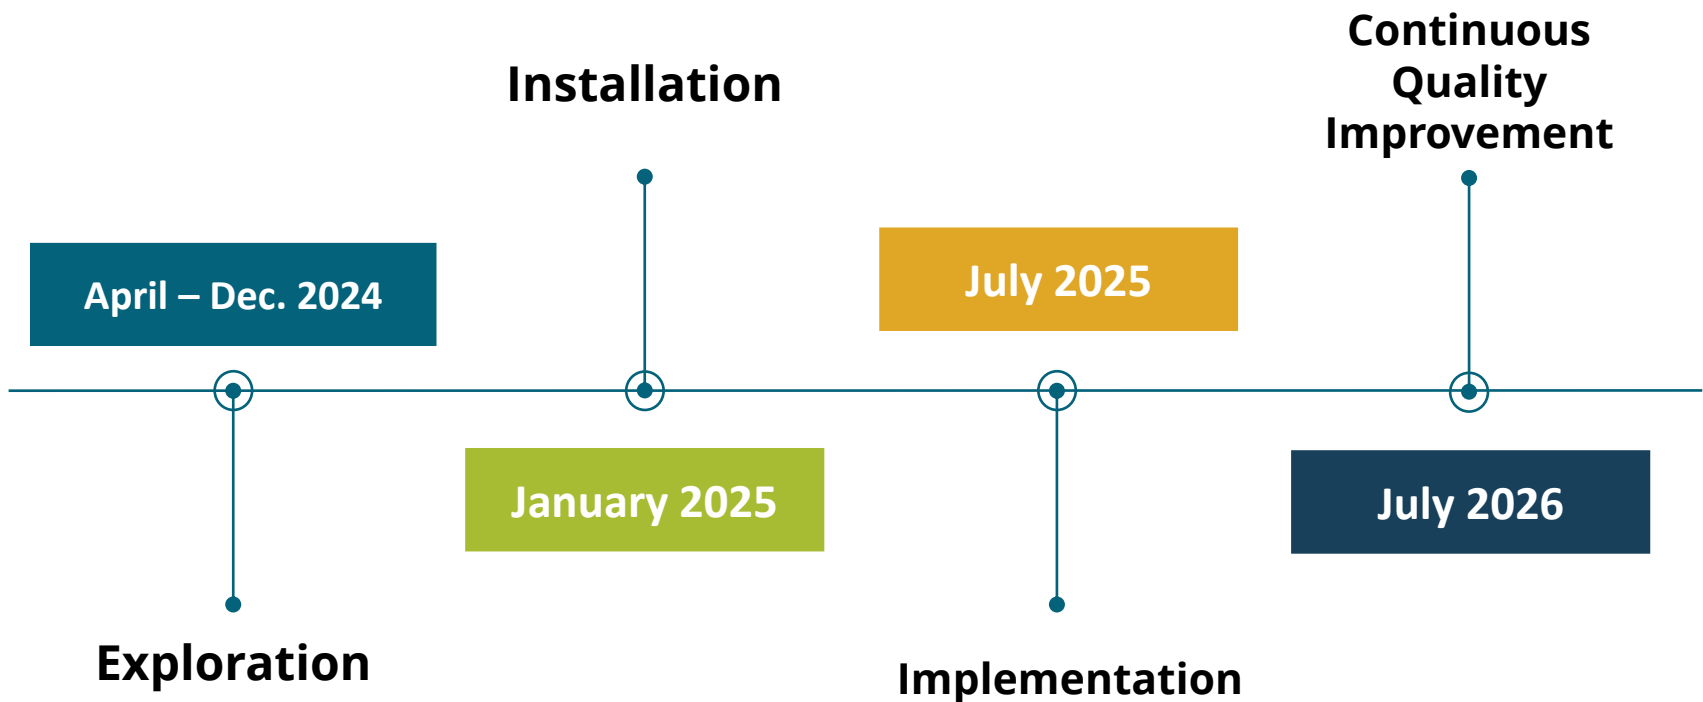 Continuous
Quality
Improvement
Installation
April – Dec. 2024
July 2025
January 2025
July 2026
Exploration
Implementation